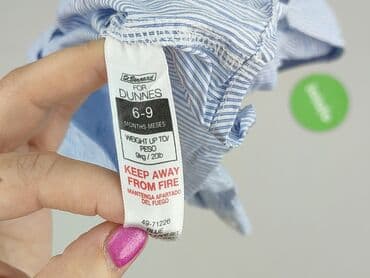 FOR
DUNNES
6-9
MONTHS MESES
WEIGHT UP TO/
PESO
9kg / 20lb
KEEP AWAY
FROM FIRE
MANTENGA APARTADO
DEL FUEGO
49-71226
BLUE